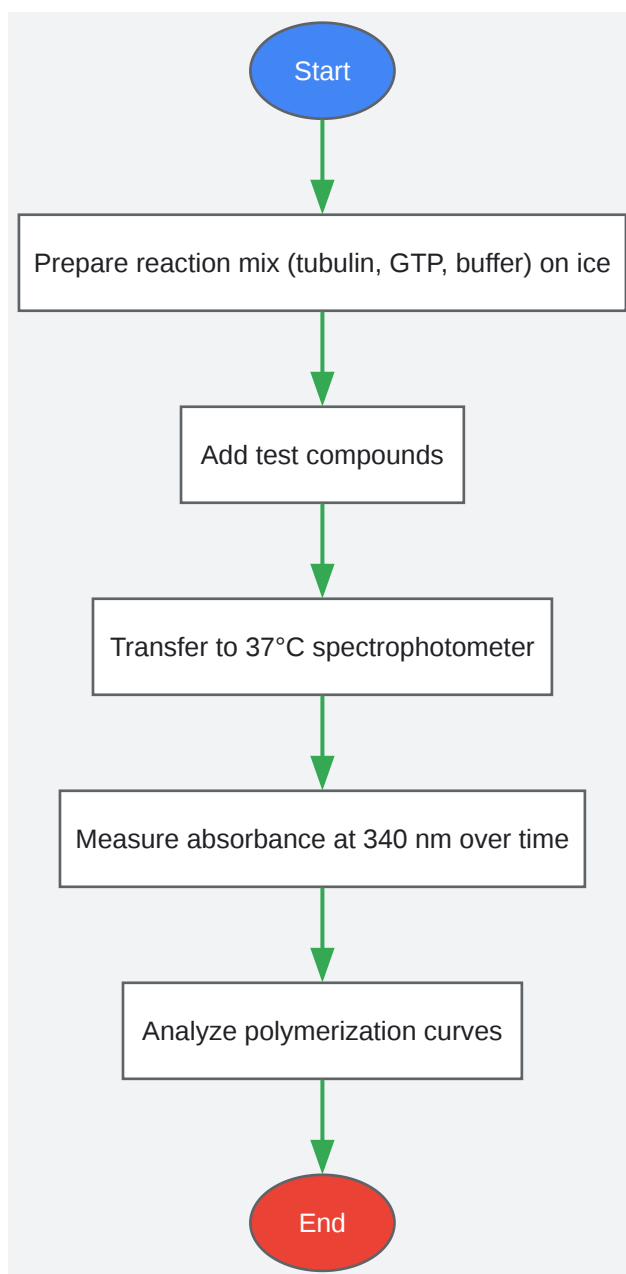 Start
Prepare reaction mix (tubulin, GTP, buffer) on ice
Add test compounds
Transfer to 37°C spectrophotometer
Measure absorbance at 340 nm over time
Analyze polymerization curves
End